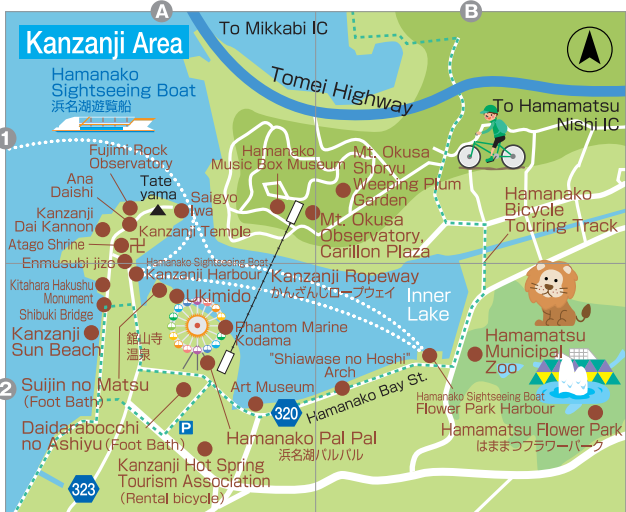 A
B
Kanzanji Area
To Mikkabi IC
Hamanako
Sightseeing Boat
浜名湖遊覧船
Tomei Highway
To Hamamatsu
Nishi IC
1
Fujimi Rock
Observatory
Hamanako
Music Box Museum
Mt. Okusa
Shoryu
Weeping Plum
Garden
Ana
Daishi
Tate
yama
Saigyo
Iwa
Hamanako
Bicycle
Touring Track
Kanzanji
Dai Kannon
Kanzanji Temple
Mt. Okusa
Observatory,
Carillon Plaza
Atago Shrine
卍
Enmusubi jizo
Hamanako Sightseeing Boat
Kanzanji Harbour
Kanzanji Ropeway
かんざんじロープウェイ
Kitahara Hakushu
Monument
Ukimido
Inner
Lake
Shibuki Bridge
Kanzanji
Sun Beach
舘山寺
温泉
Phantom Marine
Kodama
"Shiawase no Hoshi"
Arch
Hamamatsu
Municipal
Zoo
2
Suijin no Matsu
(Foot Bath)
Art Museum
320
Hamanako Bay St.
Hamanako Sightseeing Boat
Flower Park Harbour
Daidarabocchi
no Ashiyu (Foot Bath)
P
Hamanako Pal Pal
浜名湖パルパル
Hamamatsu Flower Park
はままつフラワーパーク
Kanzanji Hot Spring
Tourism Association
(Rental bicycle)
323